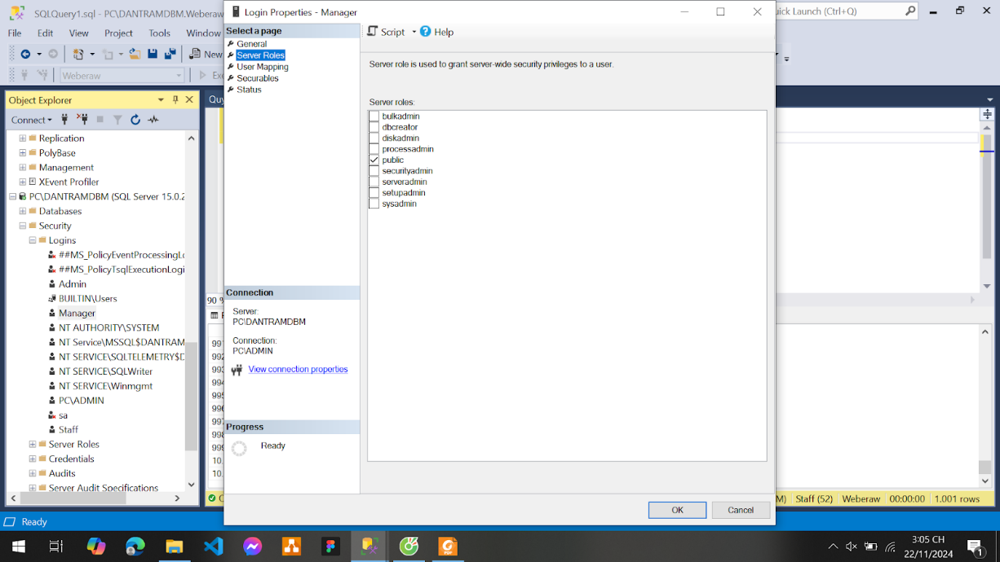 SQLQuery1.sql - PC\DANTRAMDBM.Weberaw
Login Properties - Manager
uick Launch (Ctrl+Q)
File Edit View Project Tools Window
Select a page
Script
Help
General
Server Roles
User Mapping
Securables
Status
New
Weberaw
Exe
Server role is used to grant server-wide security privileges to a user.
Object Explorer
Connect
Server roles:
bulkadmin
dbcreator
diskadmin
processadmin
public
securityadmin
serveradmin
setupadmin
sysadmin
Replication
PolyBase
Management
XEvent Profiler
PC\DANTRAMDBM (SQL Server 15.0.2
Databases
Security
Logins
##MS_PolicyEventProcessingLo
##MS_PolicyTsqlExecutionLogi
Admin
BUILTIN\Users
Manager
NT AUTHORITY\SYSTEM
NT Service\MSSQL$DANTRAM
NT SERVICE\SQLTELEMETRY$D
NT SERVICE\SQLWriter
NT SERVICE\Winmgmt
PC\ADMIN
sa
Staff
Server Roles
Credentials
Audits
Server Audit Specifications
90 %
991
992
993
994
995
996
997
998
999
10.
10.
Connection
Server:
PC\DANTRAMDBM
Connection:
PC\ADMIN
View connection properties
Progress
Ready
OK
Cancel
M) Staff (52) Weberaw 00:00:00 1.001 rows
Ready
3:05 CH
22/11/2024
1